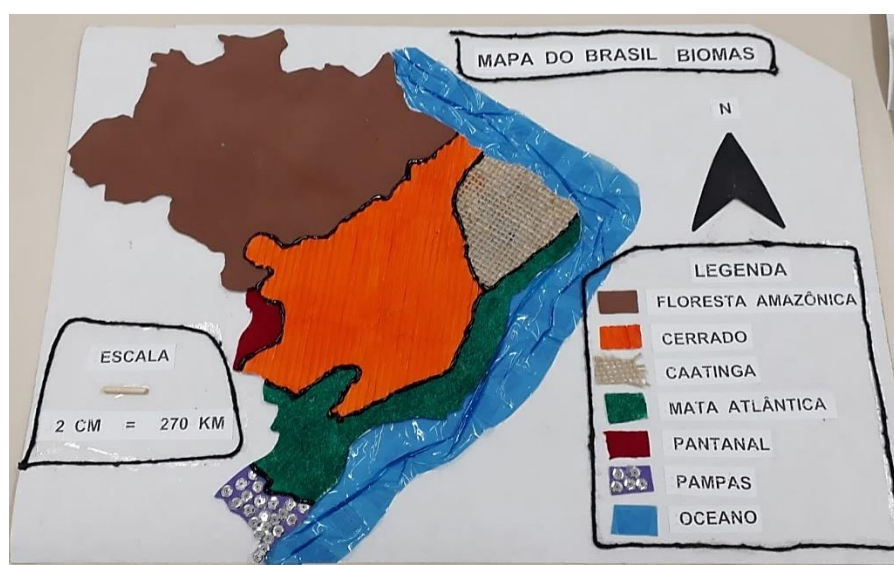 MAPA DO BRASIL BIOMAS
N
LEGENDA
FLORESTA AMAZÔNICA
CERRADO
CAATINGA
MATA ATLÂNTICA
PANTANAL
PAMPAS
OCEANO
ESCALA
2 CM = 270 KM